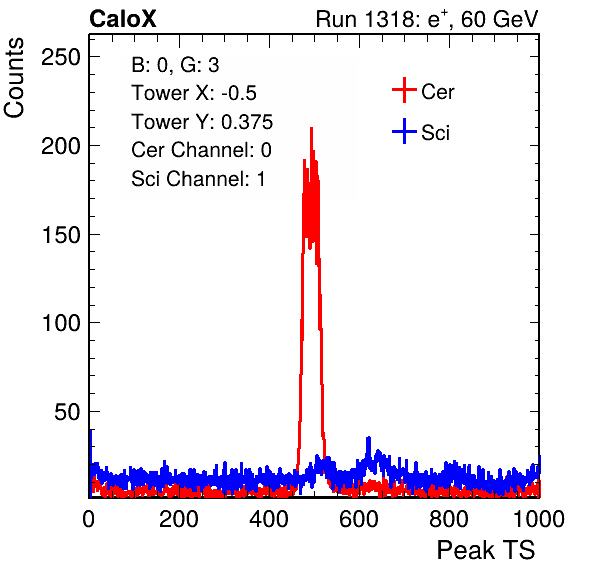 CaloX
Run 1318: e+, 60 GeV
Counts
B: 0, G: 3
Tower X: -0.5
Tower Y: 0.375
Cer Channel: 0
Sci Channel: 1
Cer
Sci
250
200
150
100
50
0
200
400
600
800
1000
Peak TS